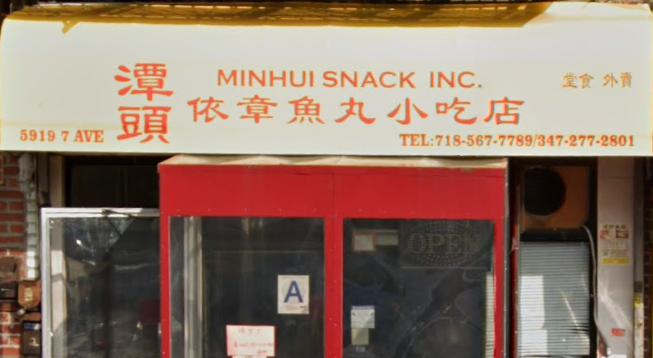 潭頭
MINHUI SNACK INC.
堂食 外賣
依章魚丸小吃店
5919 7 AVE
TEL:718-567-7789/347-277-2801
OPEN
A